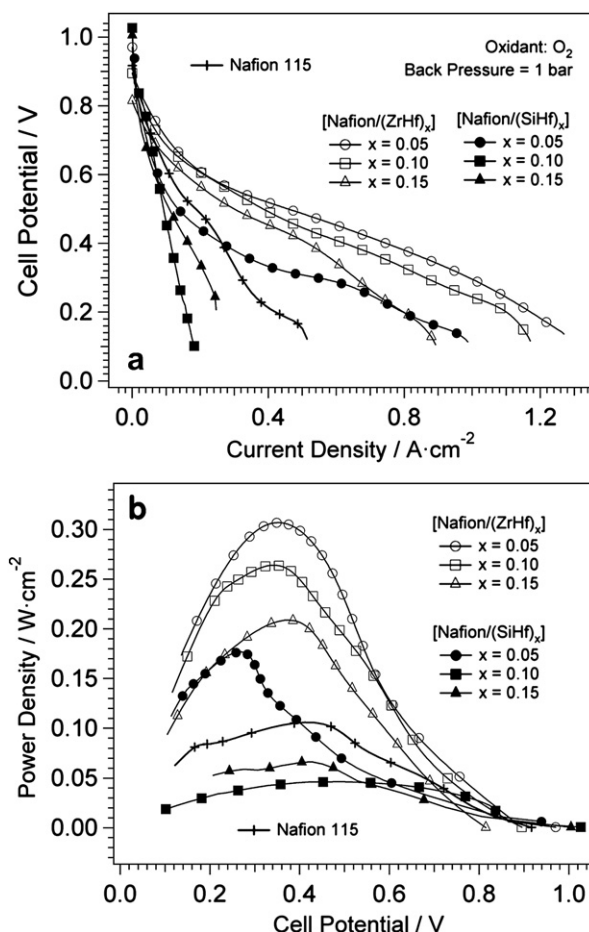 1.0
0.8
0.6
0.4
0.2
0.0
Cell Potential / V
Nafion 115
Oxidant: O₂
Back Pressure = 1 bar
[Nafion/(ZrHf)ₓ] [Nafion/(SiHf)ₓ]
x = 0.05 x = 0.05
x = 0.10 x = 0.10
x = 0.15 x = 0.15
a
0.0 0.4 0.8 1.2
Current Density / A·cm⁻²
b
0.30
0.25
0.20
0.15
0.10
0.05
0.00
Power Density / W·cm⁻²
[Nafion/(ZrHf)ₓ]
x = 0.05
x = 0.10
x = 0.15
[Nafion/(SiHf)ₓ]
x = 0.05
x = 0.10
x = 0.15
Nafion 115
0.0 0.2 0.4 0.6 0.8 1.0
Cell Potential / V